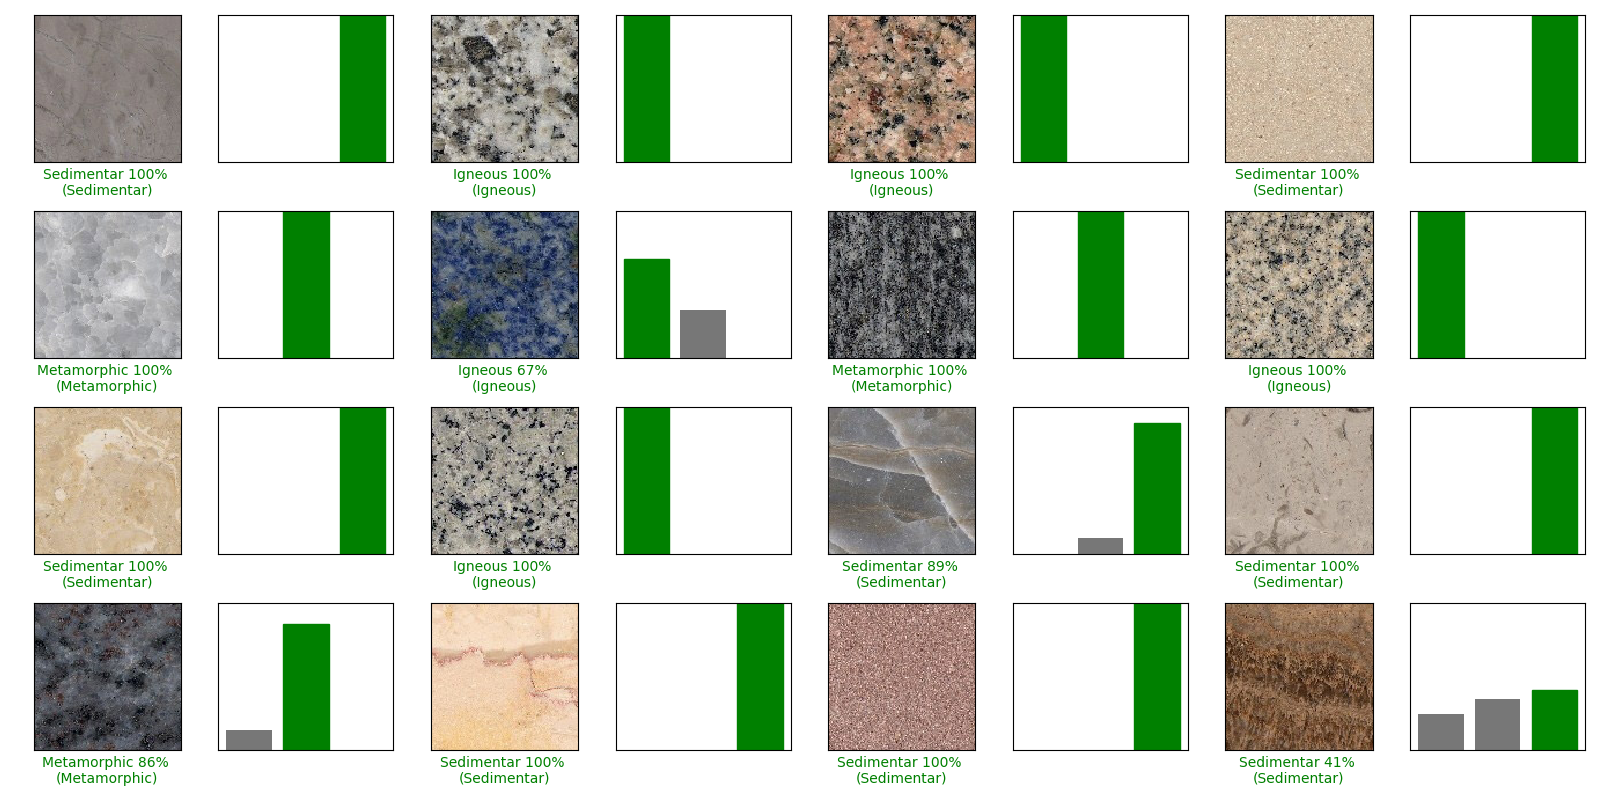 Sedimentar 100%
(Sedimentar)
Igneous 100%
(Igneous)
Igneous 100%
(Igneous)
Sedimentar 100%
(Sedimentar)
Metamorphic 100%
(Metamorphic)
Igneous 67%
(Igneous)
Metamorphic 100%
(Metamorphic)
Igneous 100%
(Igneous)
Sedimentar 100%
(Sedimentar)
Igneous 100%
(Igneous)
Sedimentar 89%
(Sedimentar)
Sedimentar 100%
(Sedimentar)
Metamorphic 86%
(Metamorphic)
Sedimentar 100%
(Sedimentar)
Sedimentar 100%
(Sedimentar)
Sedimentar 41%
(Sedimentar)